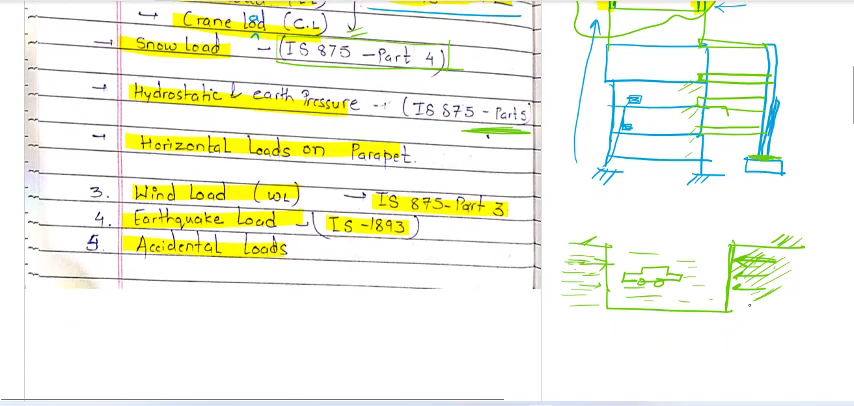 → Crane load (C.L)
→ Snow Load - (IS 875 - Part 4)
→ Hydrostatic & earth Pressure → (IS 875 - Part 5)
→ Horizontal Loads on Parapet.
3. Wind Load (WL) → IS 875-Part 3
4. Earthquake Load - (IS -1893)
5. Accidental Loads